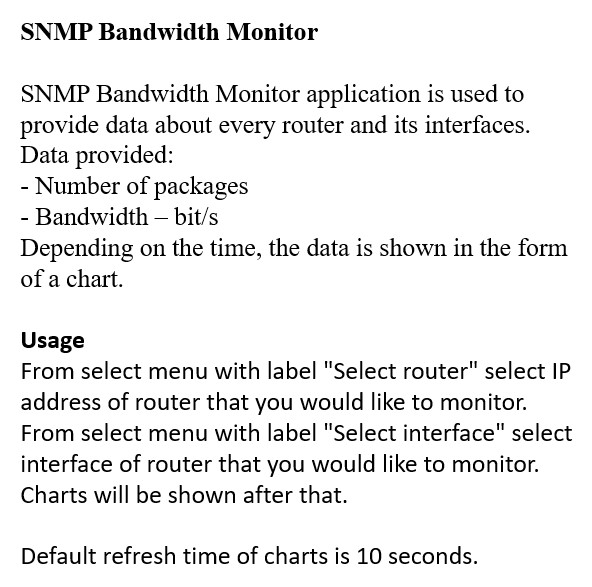 SNMP Bandwidth Monitor
SNMP Bandwidth Monitor application is used to
provide data about every router and its interfaces.
Data provided:
- Number of packages
- Bandwidth – bit/s
Depending on the time, the data is shown in the form
of a chart.
Usage
From select menu with label "Select router" select IP
address of router that you would like to monitor.
From select menu with label "Select interface" select
interface of router that you would like to monitor.
Charts will be shown after that.
Default refresh time of charts is 10 seconds.